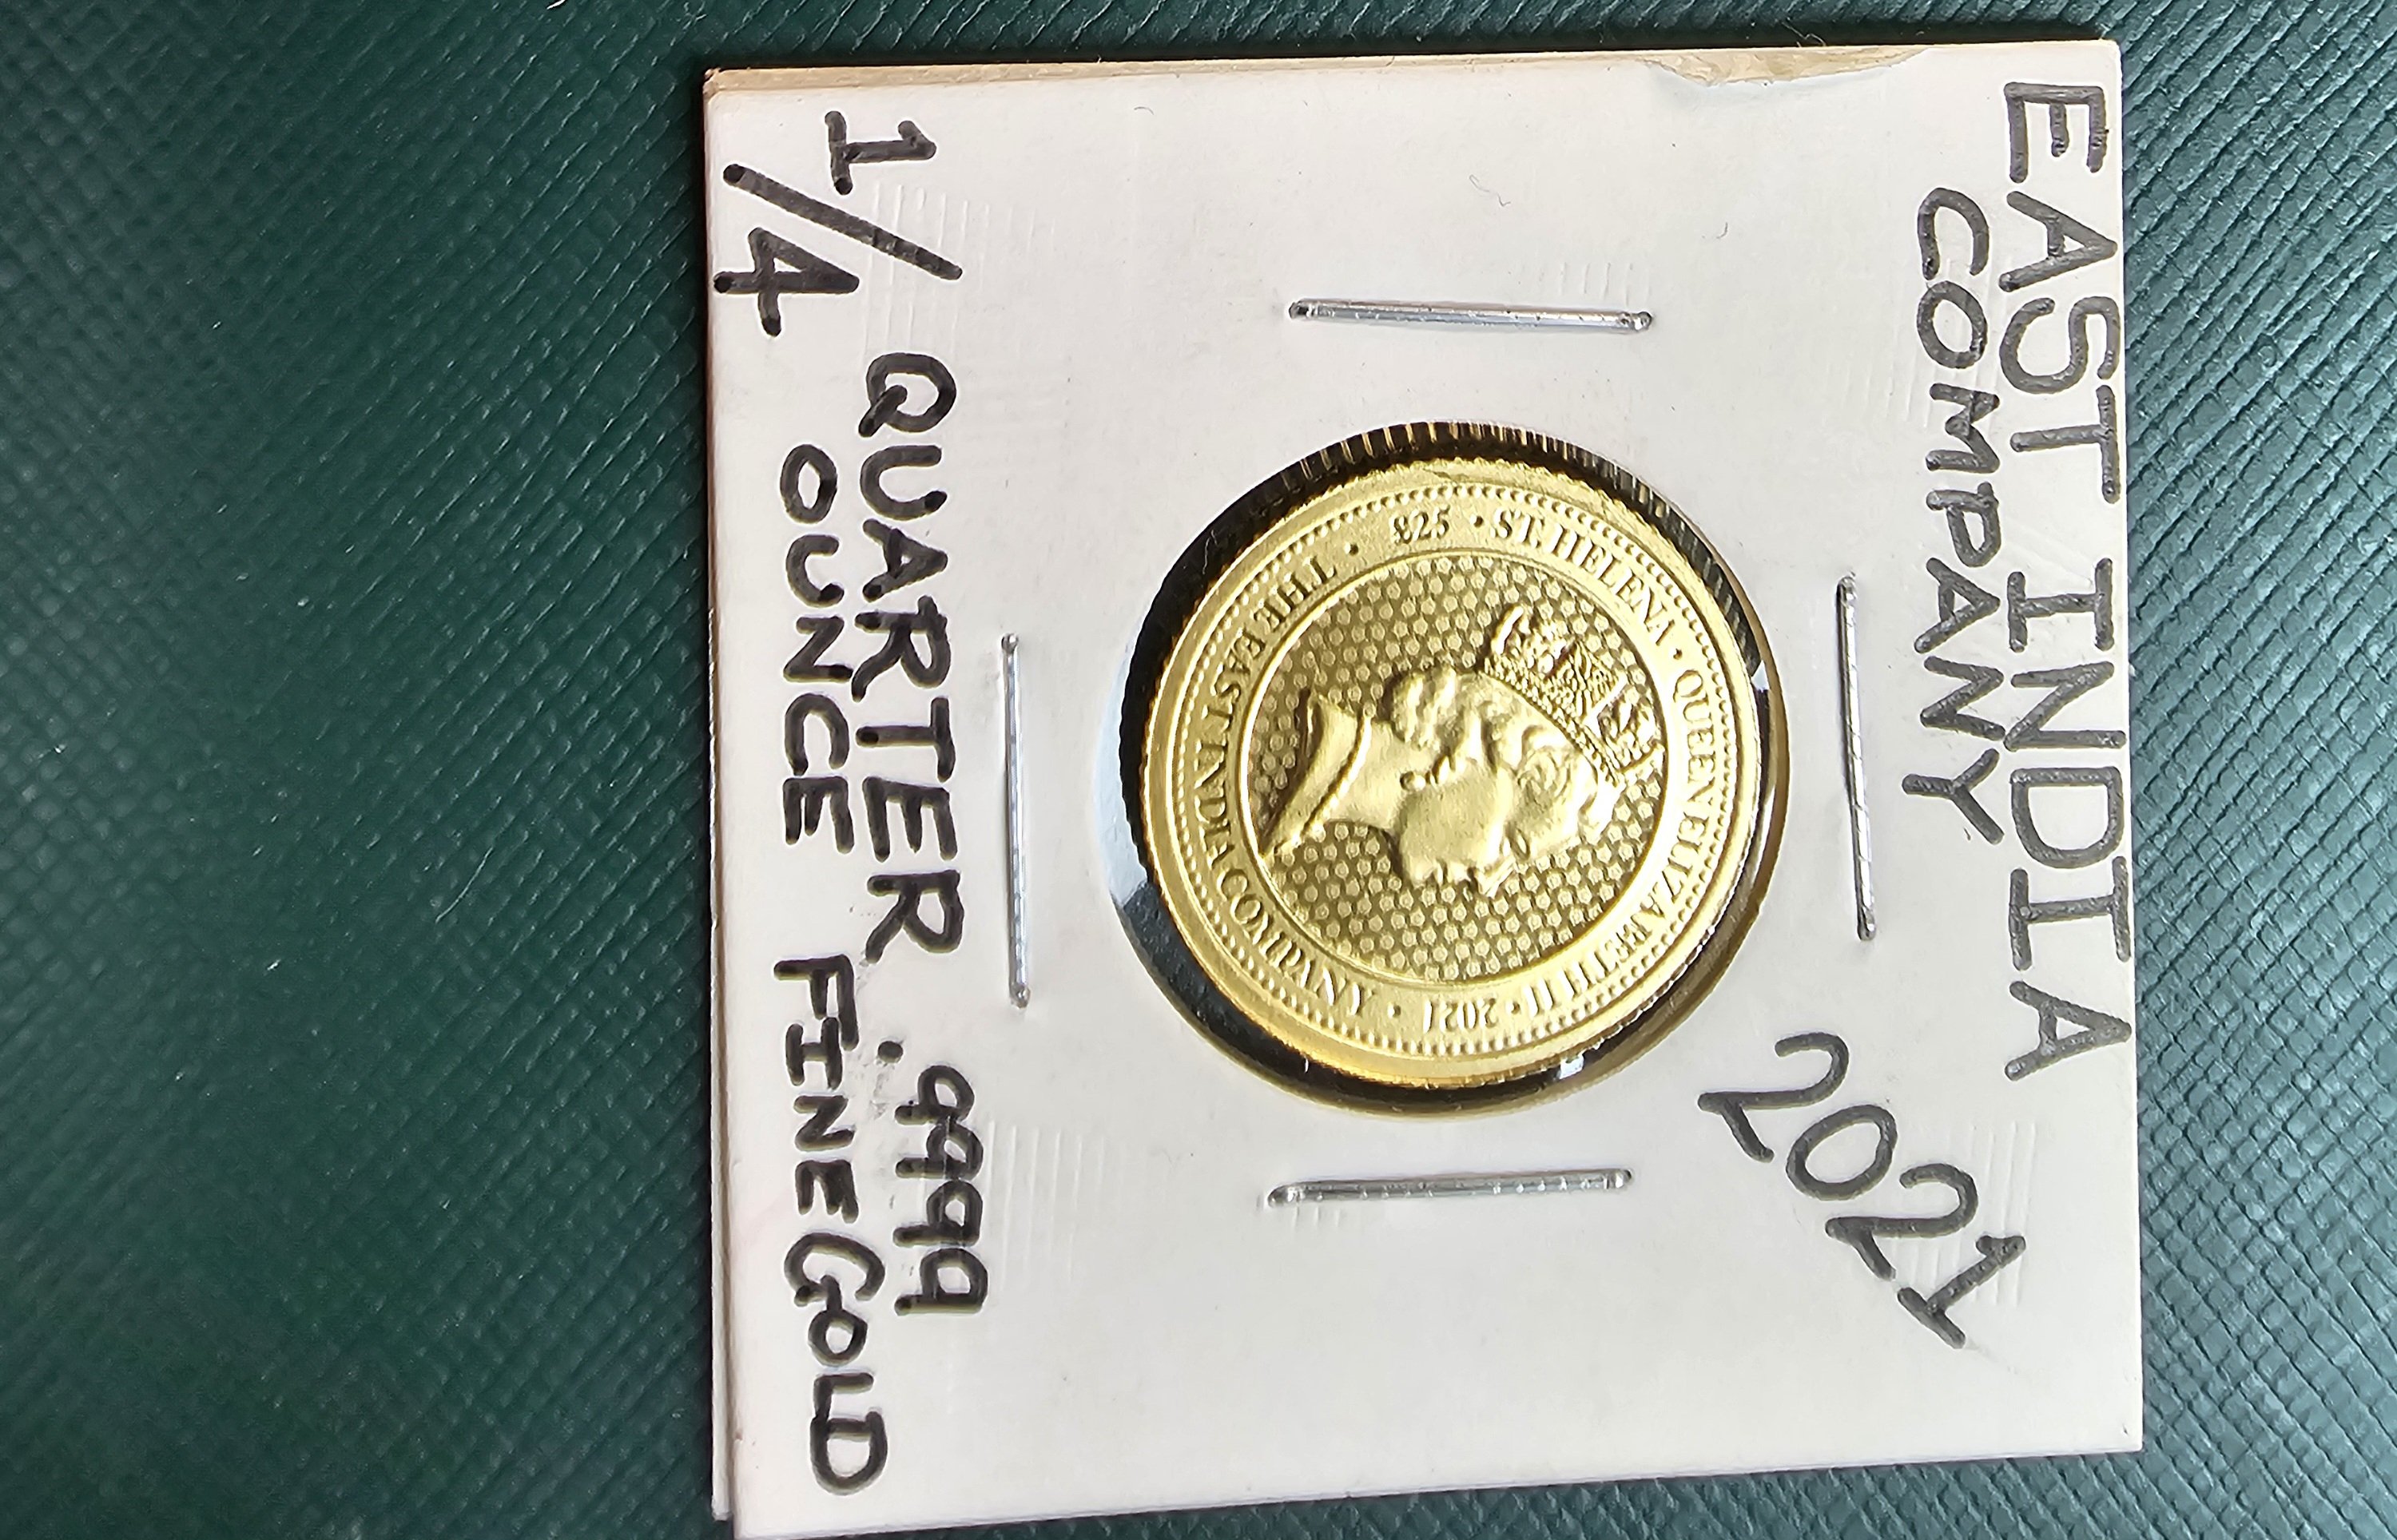 EAST INDIA
COMPANY
2021
£25 · ST. HELENA · QUEEN ELIZABETH II · 2021 · THE EAST INDIA COMPANY ·
1/4 QUARTER .9999
OUNCE FINE GOLD